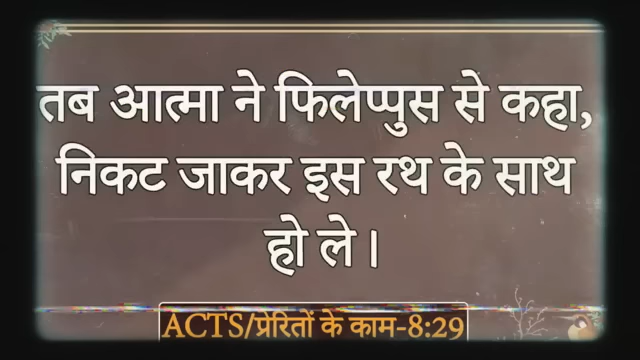 तब आत्मा ने फिलेप्पुस से कहा,
निकट जाकर इस रथ के साथ
हो ले।
ACTS/प्रेरितों के काम-8:29